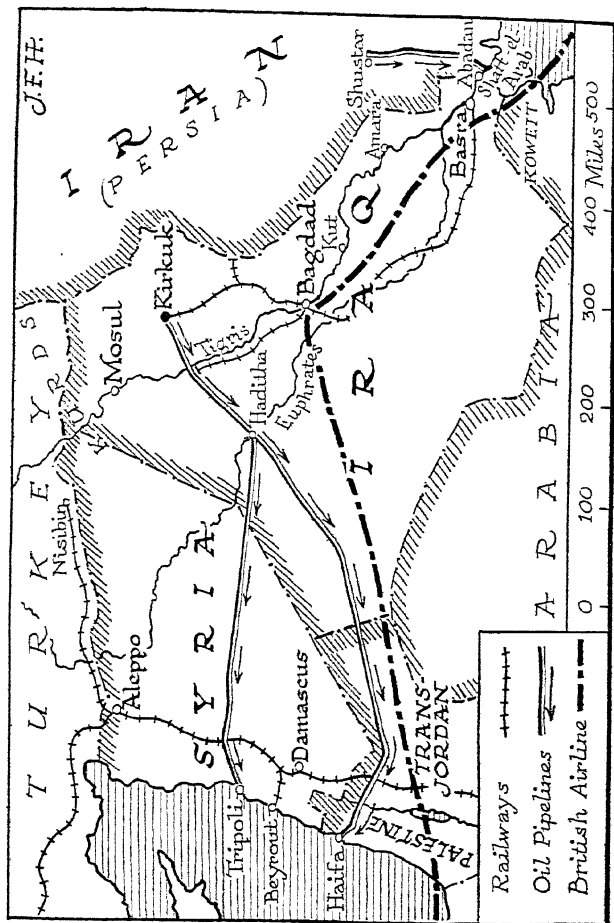 J.F.H.
TURKEY
IRAN
(PERSIA)
KURDS
Nisibin
Mosul
Aleppo
Kirkuk
SYRIA
Tigris
Haditha
Euphrates
Bagdad
Kut
Amara
Shustar
Abadan
Shatt-el-
Arab
Basra
KOWEIT
IRAQ
Tripoli
Beyrout
Damascus
Haifa
PALESTINE
TRANS-
JORDAN
ARABIA
Railways
Oil Pipelines
British Airline
0 100 200 300 400 Miles 500